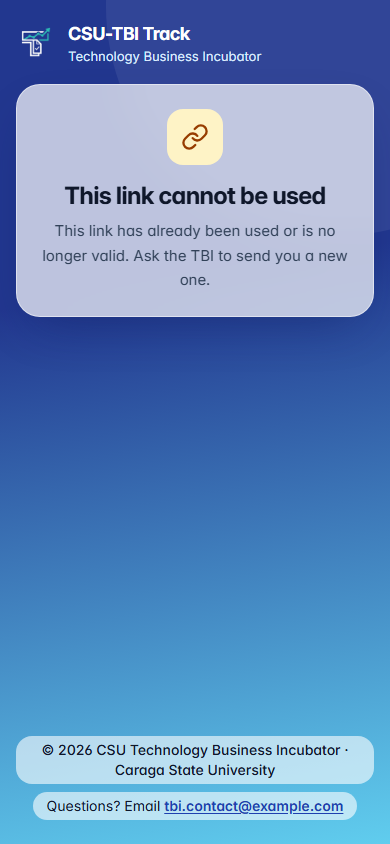 CSU-TBI Track
Technology Business Incubator
This link cannot be used
This link has already been used or is no
longer valid. Ask the TBI to send you a new
one.
© 2026 CSU Technology Business Incubator ·
Caraga State University
Questions? Email tbi.contact@example.com